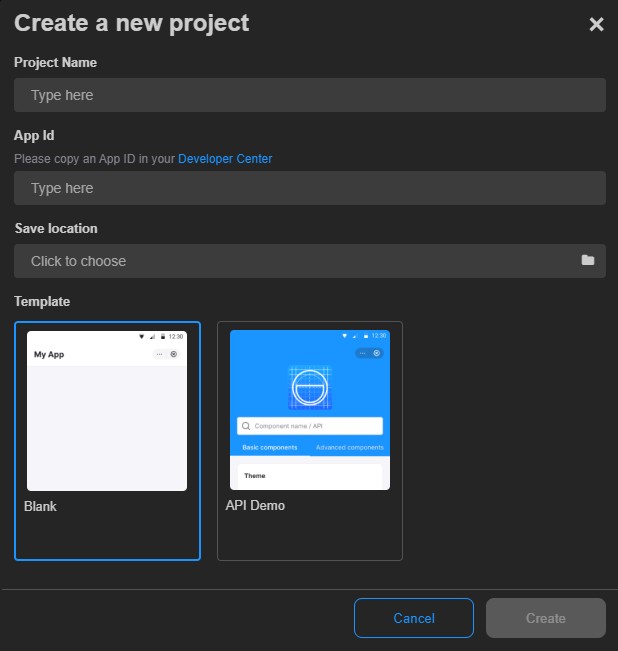 Create a new project
Project Name
Type here
App Id
Please copy an App ID in your Developer Center
Type here
Save location
Click to choose
Template
12:30
My App
Blank
12:30
Component name / API
Basic components
Advanced components
Theme
API Demo
Cancel
Create